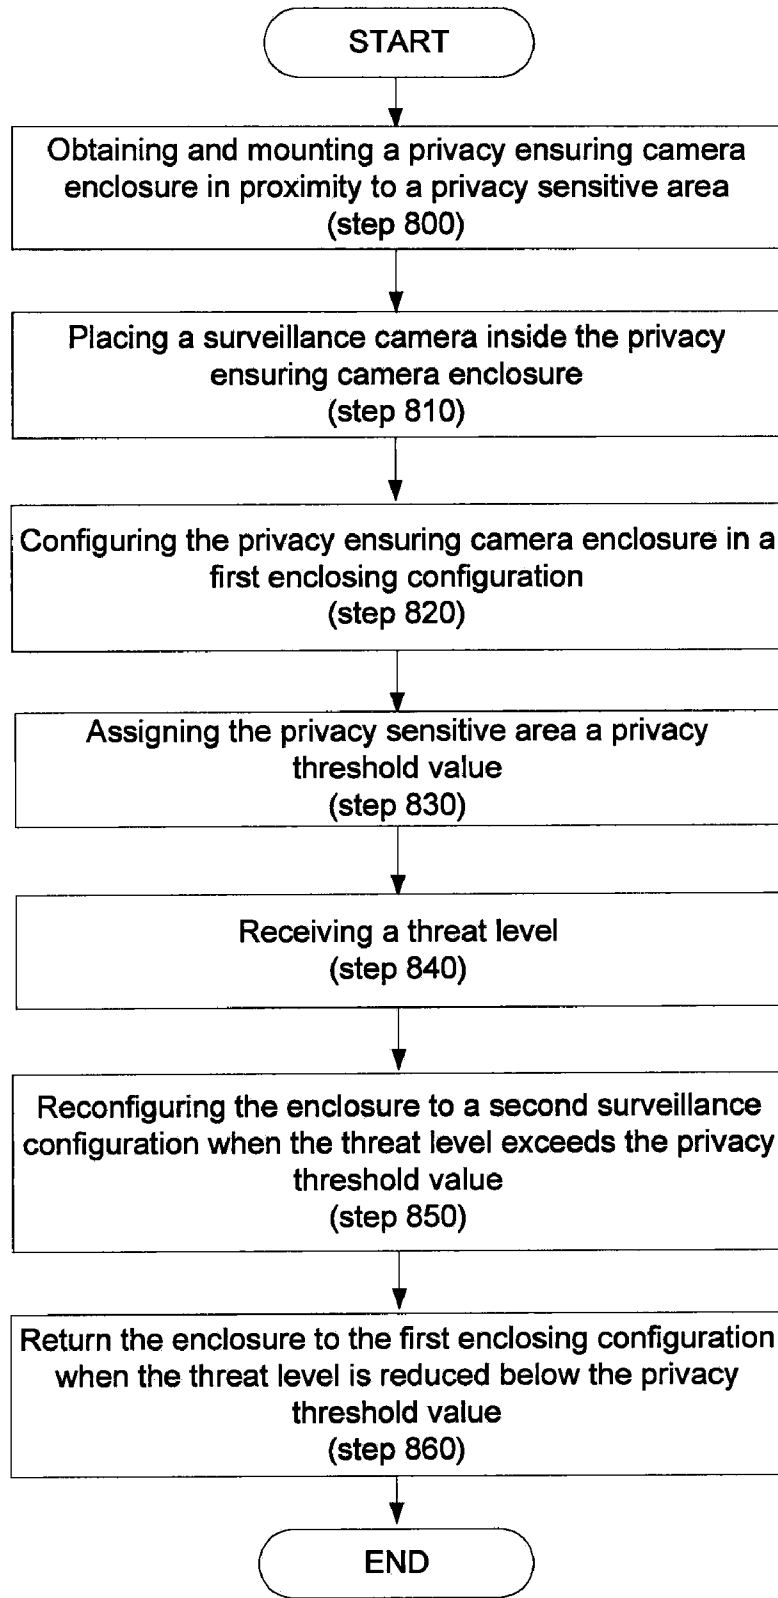 START
Obtaining and mounting a privacy ensuring camera
enclosure in proximity to a privacy sensitive area
(step 800)
Placing a surveillance camera inside the privacy
ensuring camera enclosure
(step 810)
Configuring the privacy ensuring camera enclosure in a
first enclosing configuration
(step 820)
Assigning the privacy sensitive area a privacy
threshold value
(step 830)
Receiving a threat level
(step 840)
Reconfiguring the enclosure to a second surveillance
configuration when the threat level exceeds the privacy
threshold value
(step 850)
Return the enclosure to the first enclosing configuration
when the threat level is reduced below the privacy
threshold value
(step 860)
END